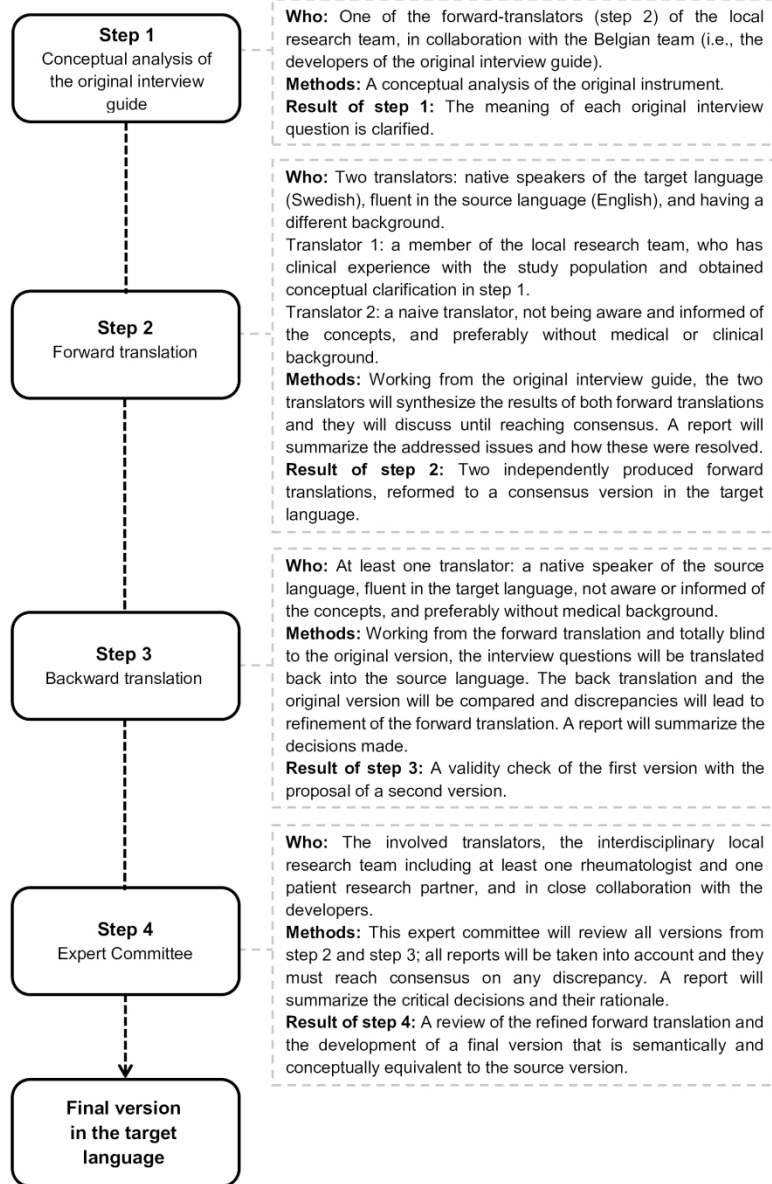 Step 1
Conceptual analysis of
the original interview
guide
Who: One of the forward-translators (step 2) of the local
research team, in collaboration with the Belgian team (i.e., the
developers of the original interview guide).
Methods: A conceptual analysis of the original instrument.
Result of step 1: The meaning of each original interview
question is clarified.
Step 2
Forward translation
Who: Two translators: native speakers of the target language
(Swedish), fluent in the source language (English), and having a
different background.
Translator 1: a member of the local research team, who has
clinical experience with the study population and obtained
conceptual clarification in step 1.
Translator 2: a naive translator, not being aware and informed
of the concepts, and preferably without medical or clinical
background.
Methods: Working from the original interview guide, the two
translators will synthesize the results of both forward translations
and they will discuss until reaching consensus. A report will
summarize the addressed issues and how these were resolved.
Result of step 2: Two independently produced forward
translations, reformed to a consensus version in the target
language.
Step 3
Backward translation
Who: At least one translator: a native speaker of the source
language, fluent in the target language, not aware or informed of
the concepts, and preferably without medical background.
Methods: Working from the forward translation and totally blind
to the original version, the interview questions will be translated
back into the source language. The back translation and the
original version will be compared and discrepancies will lead to
refinement of the forward translation. A report will summarize the
decisions made.
Result of step 3: A validity check of the first version with the
proposal of a second version.
Step 4
Expert Committee
Who: The involved translators, the interdisciplinary local
research team including at least one rheumatologist and one
patient research partner, and in close collaboration with the
developers.
Methods: This expert committee will review all versions from
step 2 and step 3; all reports will be taken into account and they
must reach consensus on any discrepancy. A report will
summarize the critical decisions and their rationale.
Result of step 4: A review of the refined forward translation and
the development of a final version that is semantically and
conceptually equivalent to the source version.
Final version
in the target
language